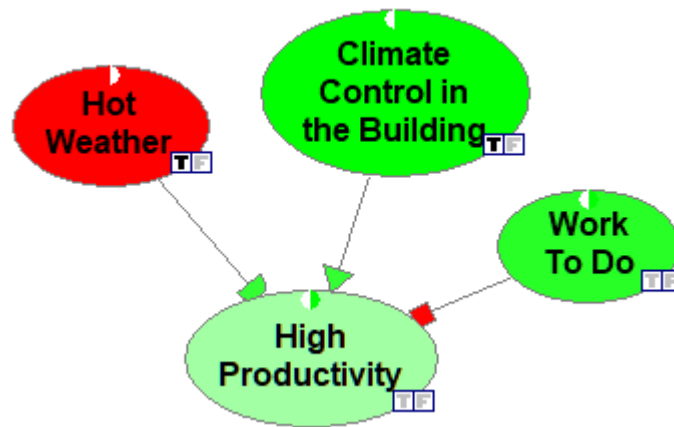 Climate
Control in
the Building
T F
Hot
Weather
T F
Work
To Do
T F
High
Productivity
T F